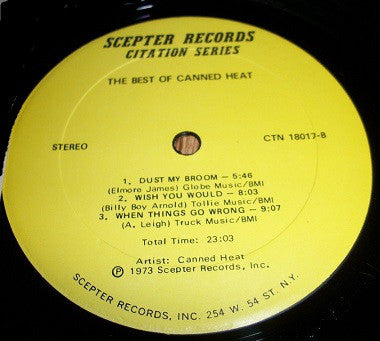 SCEPTER RECORDS
CITATION SERIES
THE BEST OF CANNED HEAT
STEREO
CTN 18017-B
1. DUST MY BROOM – 5:46
(Elmore James) Globe Music/BMI
2. WISH YOU WOULD – 8:03
(Billy Boy Arnold) Tollie Music/BMI
3. WHEN THINGS GO WRONG – 9:07
(A. Leigh) Truck Music/BMI
Total Time: 23:03
Artist: Canned Heat
Ⓟ 1973 Scepter Records, Inc.
SCEPTER RECORDS, INC. 254 W. 54 ST. N.Y.